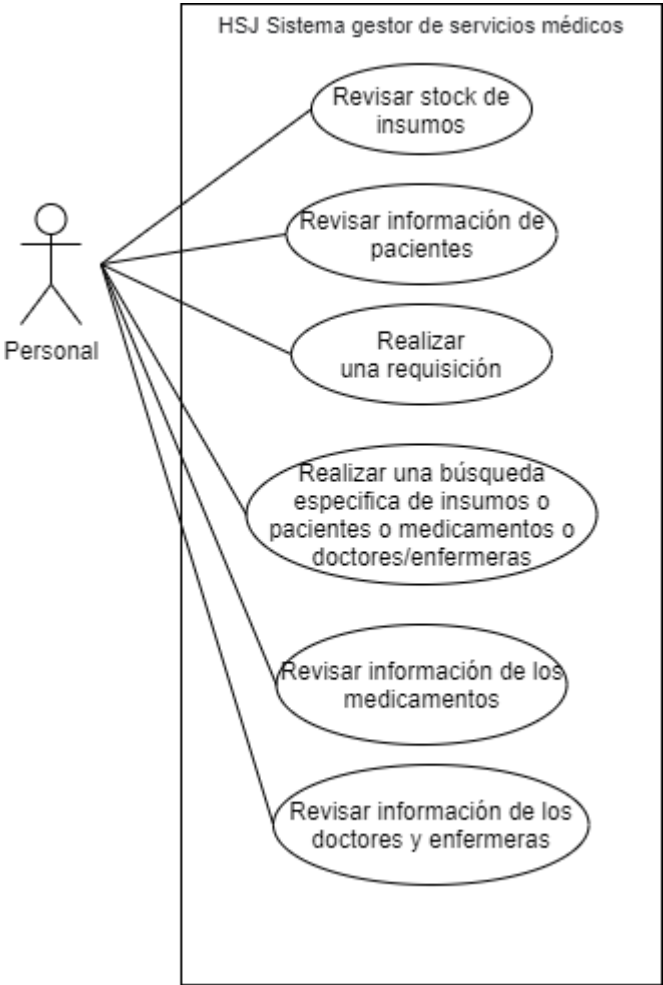 HSJ Sistema gestor de servicios médicos
Revisar stock de
insumos
Revisar información de
pacientes
Personal
Realizar
una requisición
Realizar una búsqueda
especifica de insumos o
pacientes o medicamentos o
doctores/enfermeras
Revisar información de los
medicamentos
Revisar información de los
doctores y enfermeras